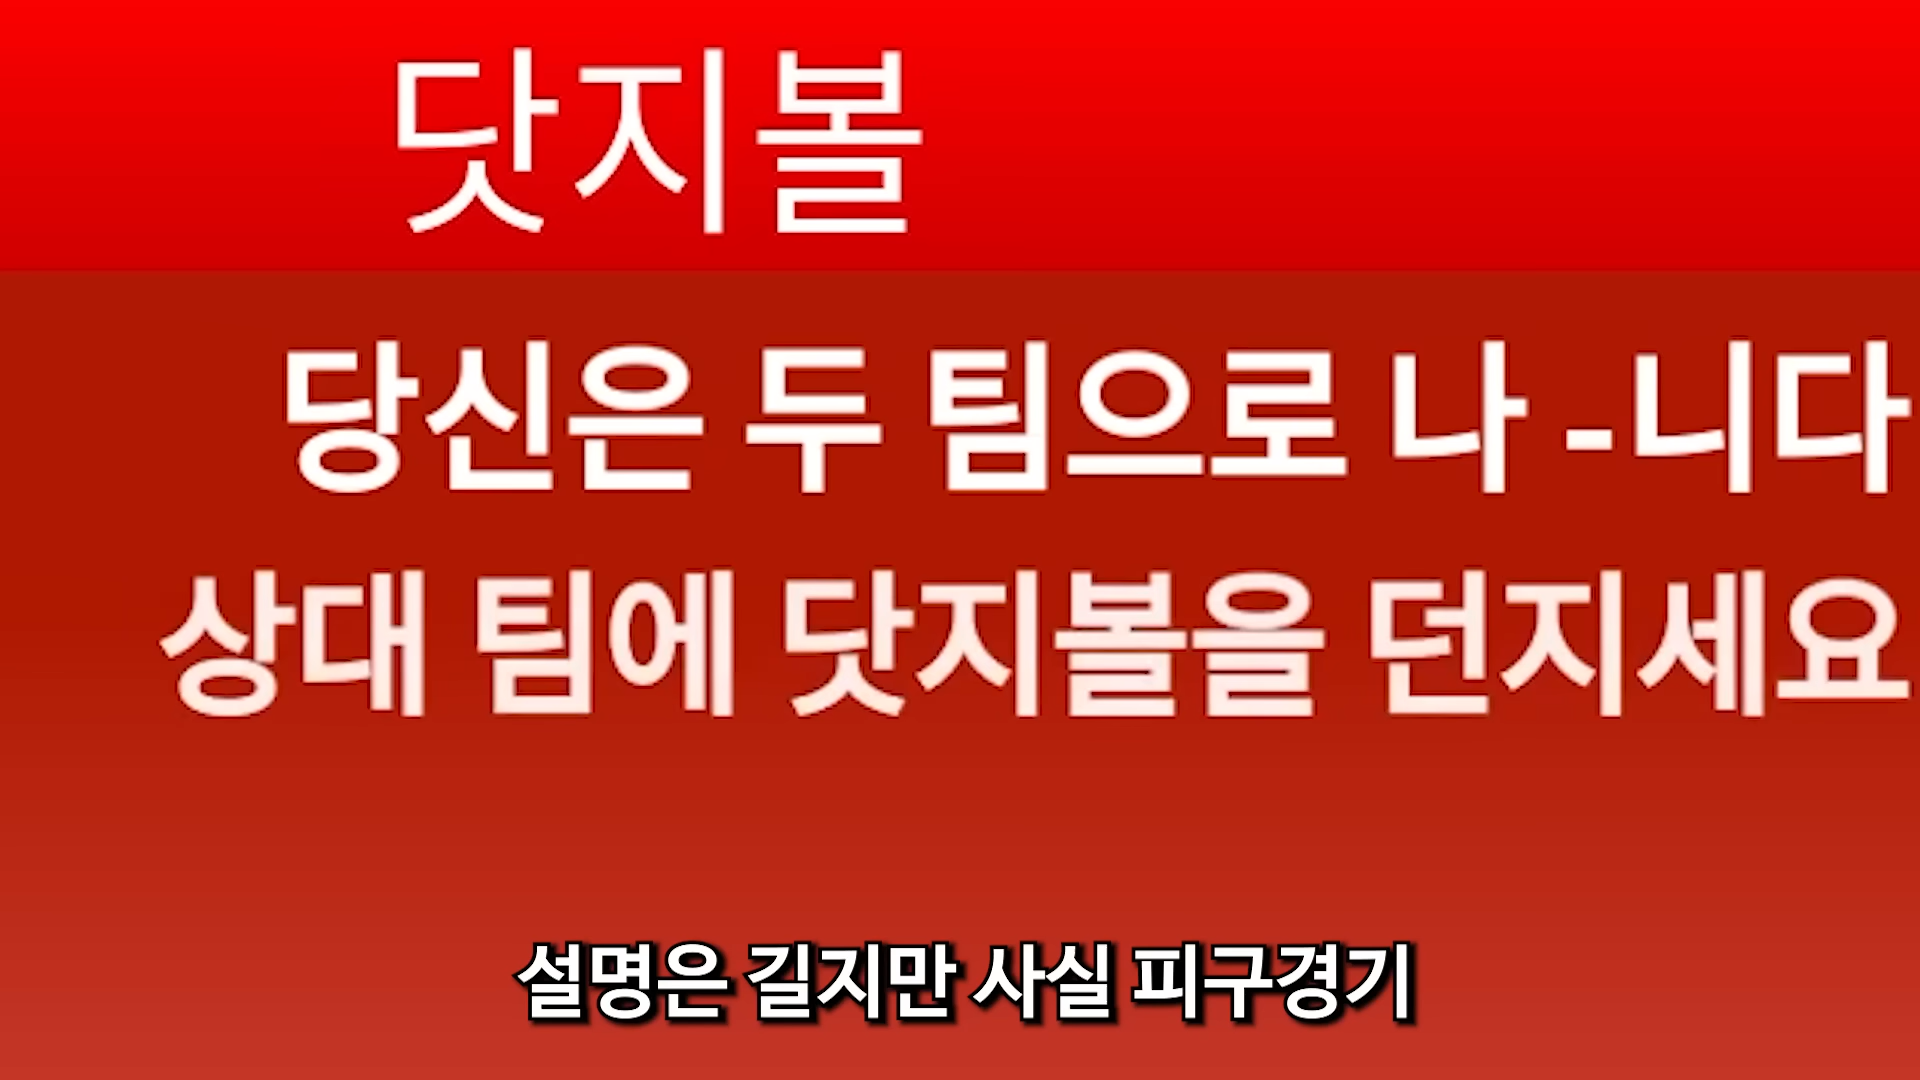 닷지볼
당신은 두 팀으로 나 -니다
상대 팀에 닷지볼을 던지세요
설명은 길지만 사실 피구경기